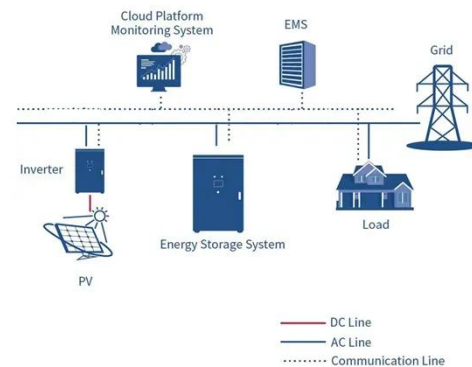 Cloud Platform
Monitoring System
EMS
Grid
Inverter
Energy Storage System
Load
PV
DC Line
AC Line
Communication Line